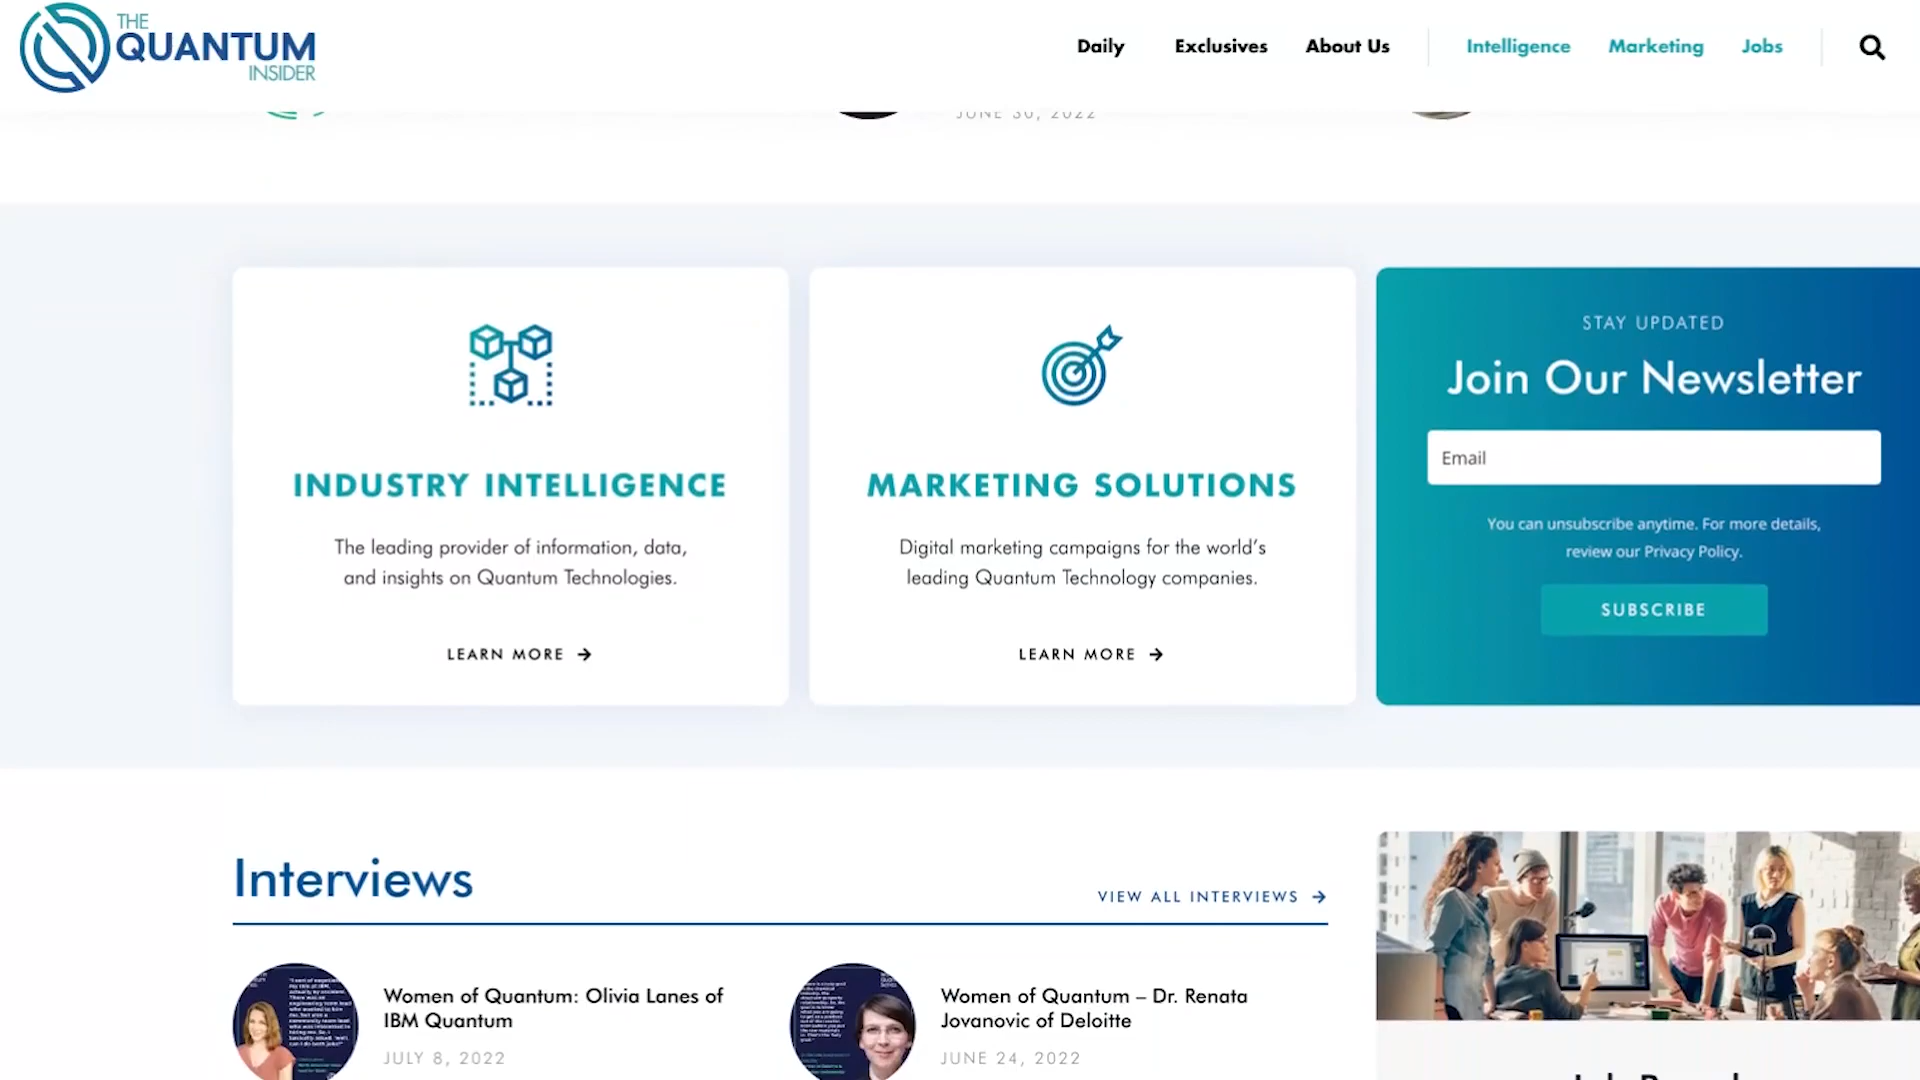 THE
QUANTUM
INSIDER
Daily
Exclusives
About Us
Intelligence
Marketing
Jobs
JUNE 30, 2022
INDUSTRY INTELLIGENCE
The leading provider of information, data,
and insights on Quantum Technologies.
LEARN MORE →
MARKETING SOLUTIONS
Digital marketing campaigns for the world's
leading Quantum Technology companies.
LEARN MORE →
STAY UPDATED
Join Our Newsletter
Email
You can unsubscribe anytime. For more details,
review our Privacy Policy.
SUBSCRIBE
Interviews
VIEW ALL INTERVIEWS →
Women of Quantum: Olivia Lanes of
IBM Quantum
JULY 8, 2022
Women of Quantum – Dr. Renata
Jovanovic of Deloitte
JUNE 24, 2022